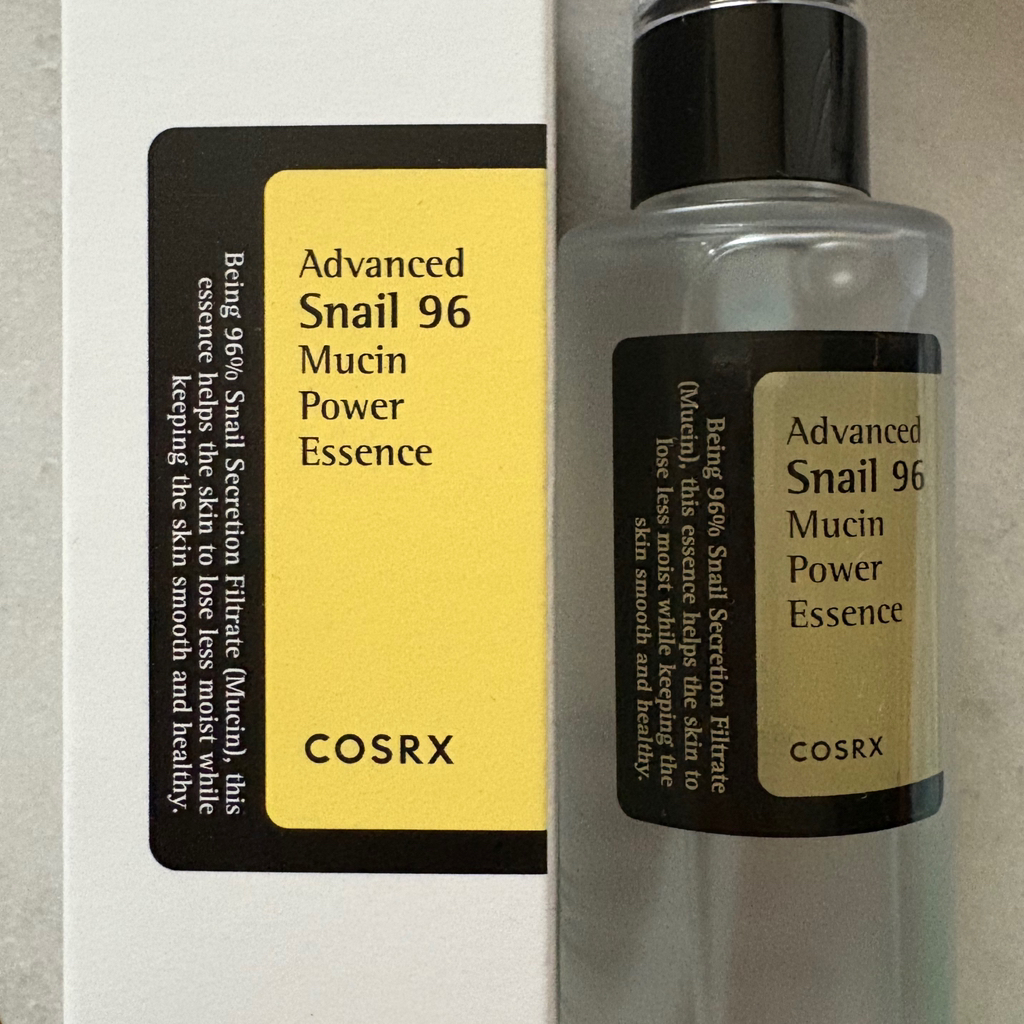 Advanced
Snail 96
Mucin
Power
Essence
COSRX
Being 96% Snail Secretion Filtrate (Mucin), this
essence helps the skin to lose less moist while
keeping the skin smooth and healthy.
Advanced
Snail 96
Mucin
Power
Essence
COSRX
Being 96% Snail Secretion Filtrate
(Mucin), this essence helps the skin to
lose less moist while keeping the
skin smooth and healthy.